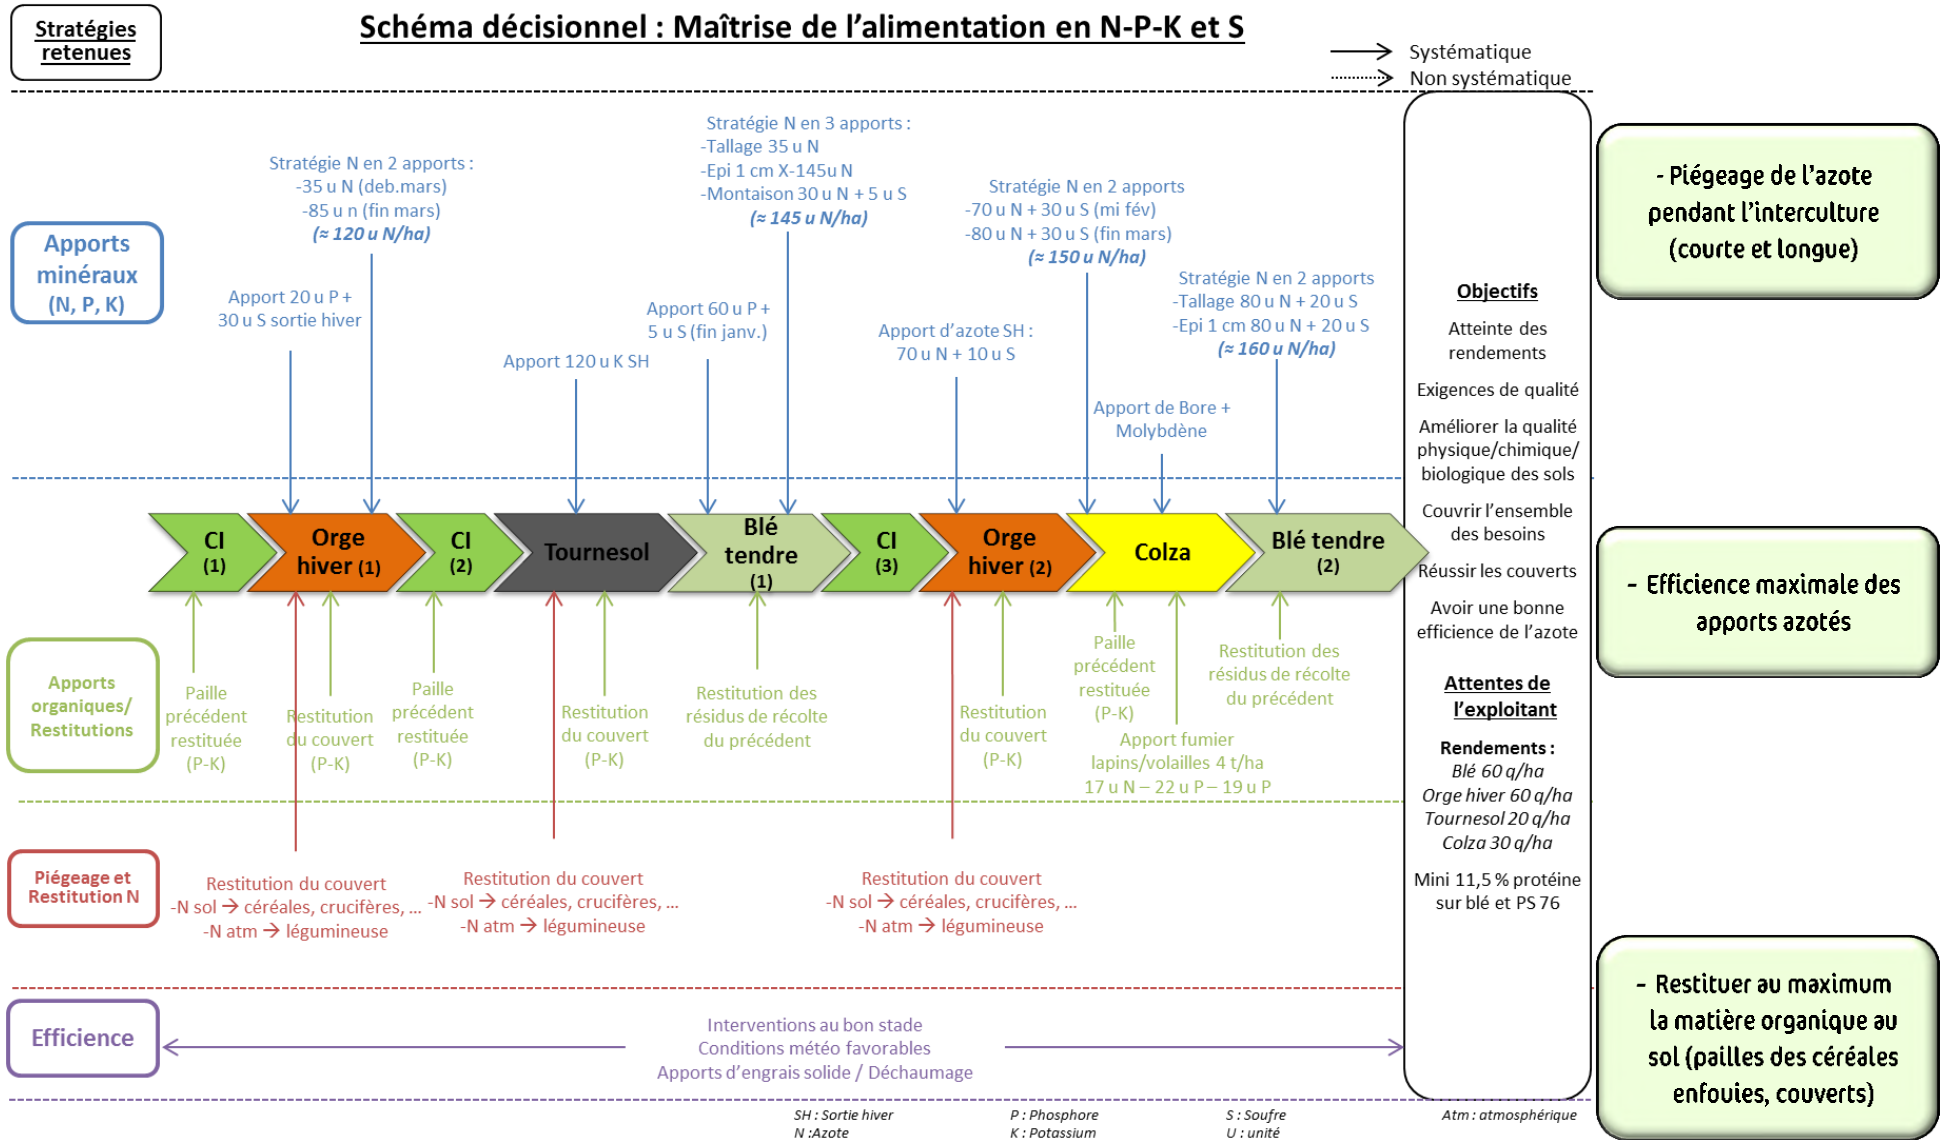 Stratégies
retenues
Schéma décisionnel : Maîtrise de l'alimentation en N-P-K et S
Systématique
Non systématique
Apports
minéraux
(N, P, K)
Stratégie N en 2 apports :
-35 u N (deb.mars)
-85 u n (fin mars)
(≈ 120 u N/ha)
Apport 20 u P +
30 u S sortie hiver
Apport 120 u K SH
Stratégie N en 3 apports :
-Tallage 35 u N
-Epi 1 cm X-145u N
-Montaison 30 u N + 5 u S
(≈ 145 u N/ha)
Apport 60 u P +
5 u S (fin janv.)
Apport d'azote SH :
70 u N + 10 u S
Stratégie N en 2 apports
-70 u N + 30 u S (mi fév)
-80 u N + 30 u S (fin mars)
(≈ 150 u N/ha)
Apport de Bore +
Molybdène
Stratégie N en 2 apports
-Tallage 80 u N + 20 u S
-Epi 1 cm 80 u N + 20 u S
(≈ 160 u N/ha)
CI
(1)
Orge
hiver (1)
CI
(2)
Tournesol
Blé
tendre
(1)
CI
(3)
Orge
hiver (2)
Colza
Blé tendre
(2)
Apports
organiques/
Restitutions
Paille
précédent
restituée
(P-K)
Restitution
du couvert
(P-K)
Paille
précédent
restituée
(P-K)
Restitution
du couvert
(P-K)
Restitution des
résidus de récolte
du précédent
Restitution
du couvert
(P-K)
Paille
précédent
restituée
(P-K)
Apport fumier
lapins/volailles 4 t/ha
17 u N – 22 u P – 19 u P
Restitution des
résidus de récolte
du précédent
Piégeage et
Restitution N
Restitution du couvert
-N sol → céréales, crucifères, ...
-N atm → légumineuse
Restitution du couvert
-N sol → céréales, crucifères, ...
-N atm → légumineuse
Restitution du couvert
-N sol → céréales, crucifères, ...
-N atm → légumineuse
Efficience
Interventions au bon stade
Conditions météo favorables
Apports d'engrais solide / Déchaumage
Objectifs
Atteinte des
rendements
Exigences de qualité
Améliorer la qualité
physique/chimique/
biologique des sols
Couvrir l'ensemble
des besoins
Réussir les couverts
Avoir une bonne
efficience de l'azote
Attentes de
l'exploitant
Rendements :
Blé 60 q/ha
Orge hiver 60 q/ha
Tournesol 20 q/ha
Colza 30 q/ha
Mini 11,5 % protéine
sur blé et PS 76
- Piégeage de l'azote
pendant l'interculture
(courte et longue)
- Efficience maximale des
apports azotés
- Restituer au maximum
la matière organique au
sol (pailles des céréales
enfouies, couverts)
SH : Sortie hiver
N :Azote
P : Phosphore
K : Potassium
S : Soufre
U : unité
Atm : atmosphérique